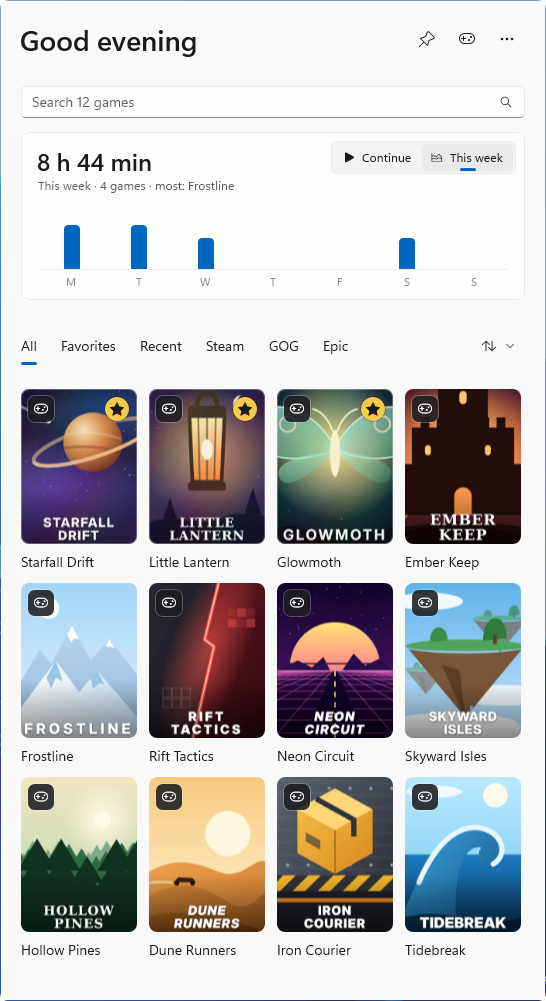 Good evening
Search 12 games
8 h 44 min
Continue
This week
This week · 4 games · most: Frostline
M T W T F S S
All Favorites Recent Steam GOG Epic
STARFALL
DRIFT
LITTLE
LANTERN
GLOWMOTH
EMBER
KEEP
Starfall Drift
Little Lantern
Glowmoth
Ember Keep
FROSTLINE
RIFT
TACTICS
NEON
CIRCUIT
SKYWARD
ISLES
Frostline
Rift Tactics
Neon Circuit
Skyward Isles
HOLLOW
PINES
DUNE
RUNNERS
IRON
COURIER
TIDEBREAK
Hollow Pines
Dune Runners
Iron Courier
Tidebreak